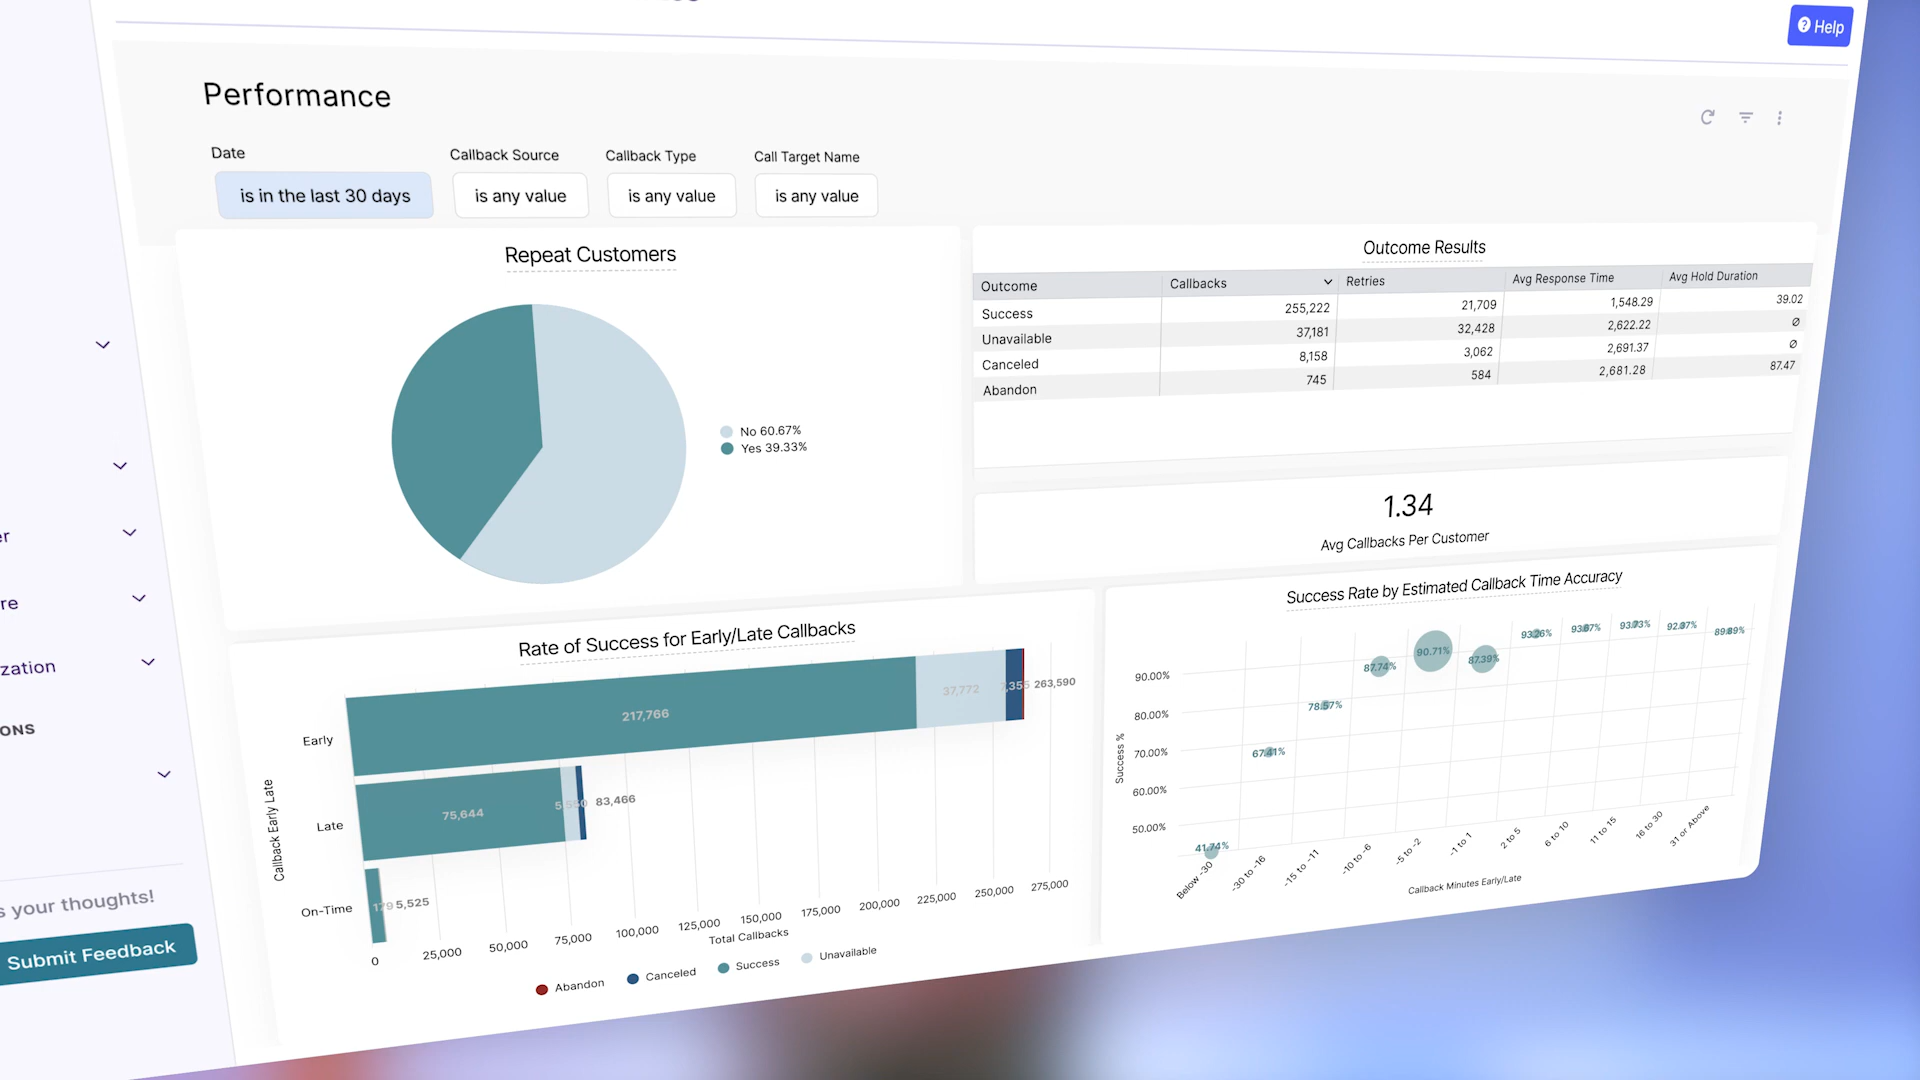 Help
Performance
Date
Callback Source
Callback Type
Call Target Name
is in the last 30 days
is any value
is any value
is any value
Repeat Customers
No 60.67%
Yes 39.33%
Outcome Results
Outcome Callbacks Retries Avg Response Time Avg Hold Duration
Success 255,222 21,709 1,548.29 39.02
Unavailable 37,181 32,428 2,622.22 Ø
Canceled 8,158 3,062 2,691.37 Ø
Abandon 745 584 2,681.28 87.47
1.34
Avg Callbacks Per Customer
Rate of Success for Early/Late Callbacks
Callback Early Late
Early 217,766 37,772 263,590
Late 75,644 83,466
On-Time 179 5,525
0 25,000 50,000 75,000 100,000 125,000 150,000 175,000 200,000 225,000 250,000 275,000
Total Callbacks
Abandon Canceled Success Unavailable
Success Rate by Estimated Callback Time Accuracy
Success %
90.00%
80.00%
70.00%
60.00%
50.00%
41.74% 67.41% 78.57% 87.74% 90.71% 87.39% 93.26% 93.67% 93.73% 92.97% 89.89%
Below -30 -30 to -16 -15 to -11 -10 to -6 -5 to -2 -1 to 1 2 to 5 6 to 10 11 to 15 16 to 30 31 or Above
Callback Minutes Early/Late
er
re
zation
ONS
s your thoughts!
Submit Feedback